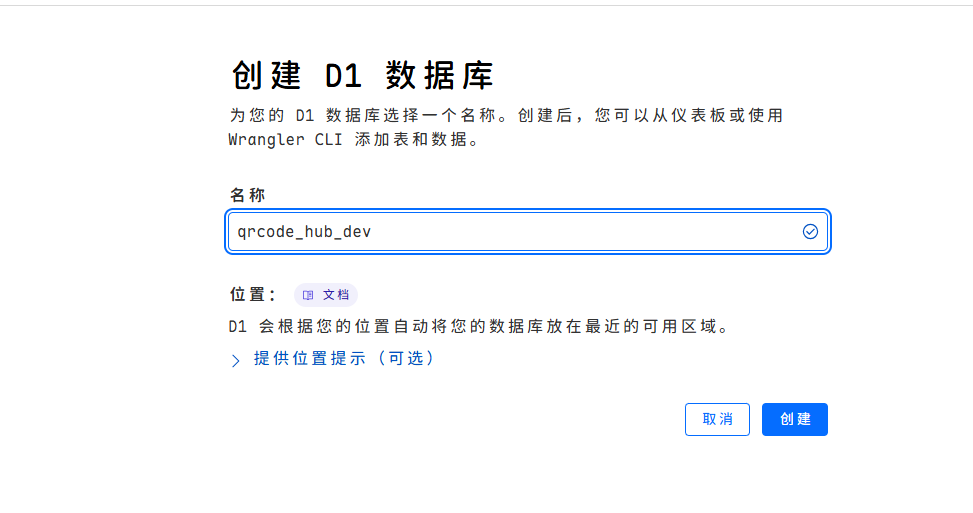 创建 D1 数据库
为您的 D1 数据库选择一个名称。创建后，您可以从仪表板或使用
Wrangler CLI 添加表和数据。
名称
qrcode_hub_dev
位置： 文档
D1 会根据您的位置自动将您的数据库放在最近的可用区域。
提供位置提示（可选）
取消 创建